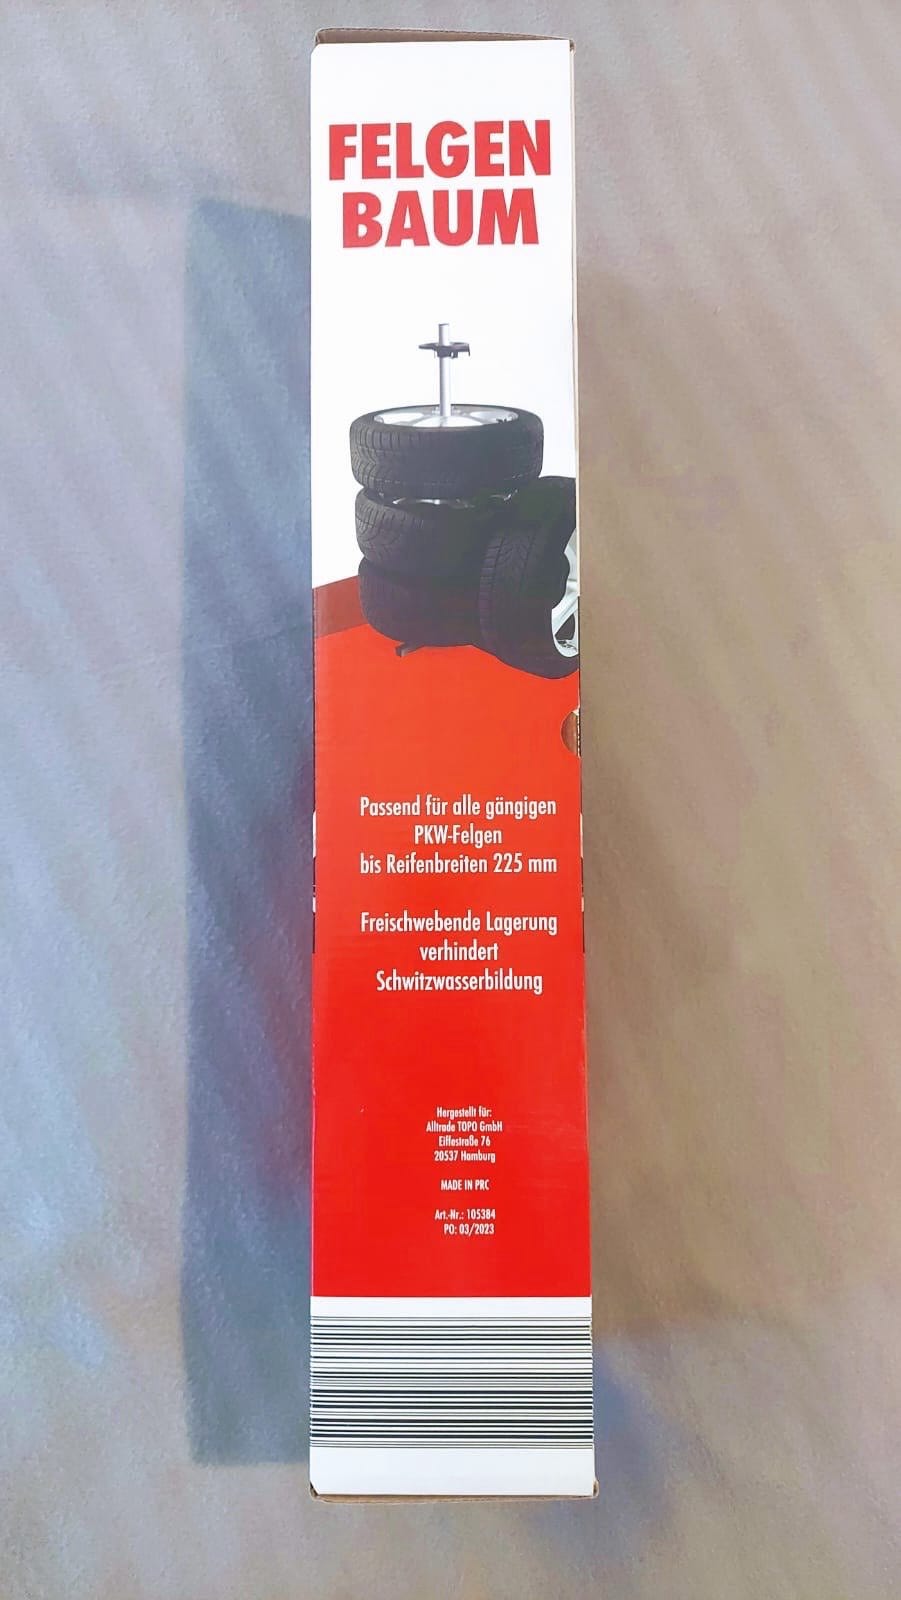 FELGEN
BAUM
Passend für alle gängigen
PKW-Felgen
bis Reifenbreiten 225 mm
Freischwebende Lagerung
verhindert
Schwitzwasserbildung
Hergestellt für:
Alltrade TOPO GmbH
Eiffestraße 76
20537 Hamburg
MADE IN PRC
Art.-Nr.: 105384
PO: 03/2023